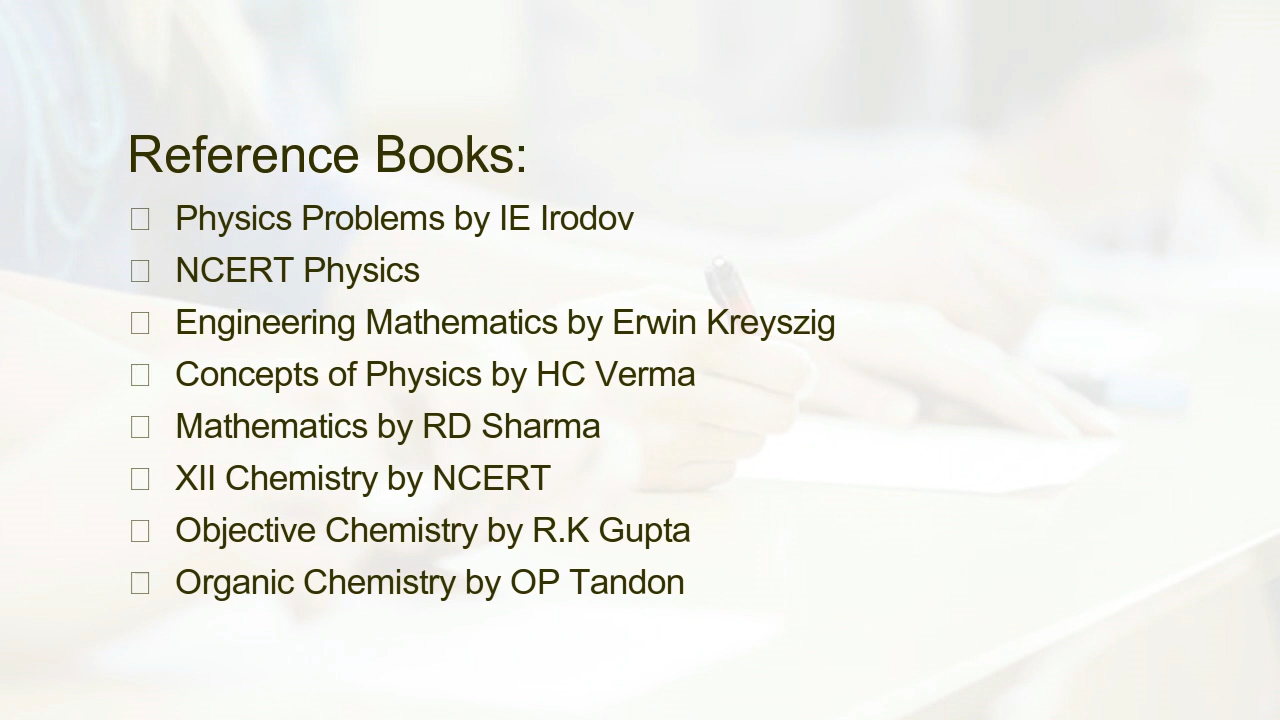 Reference Books:
Physics Problems by IE Irodov
NCERT Physics
Engineering Mathematics by Erwin Kreyszig
Concepts of Physics by HC Verma
Mathematics by RD Sharma
XII Chemistry by NCERT
Objective Chemistry by R.K Gupta
Organic Chemistry by OP Tandon